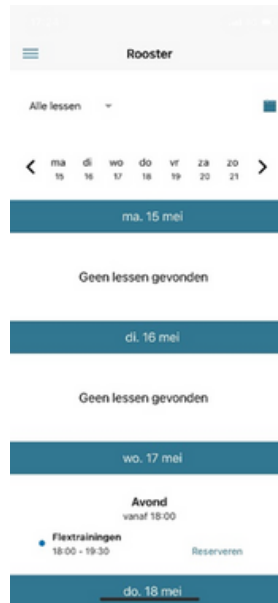 Rooster
Alle lessen
ma di wo do vr za zo
15 16 17 18 19 20 21
ma. 15 mei
Geen lessen gevonden
di. 16 mei
Geen lessen gevonden
wo. 17 mei
Avond
vanaf 18:00
Flextrainingen
18:00 - 19:30 Reserveren
do. 18 mei